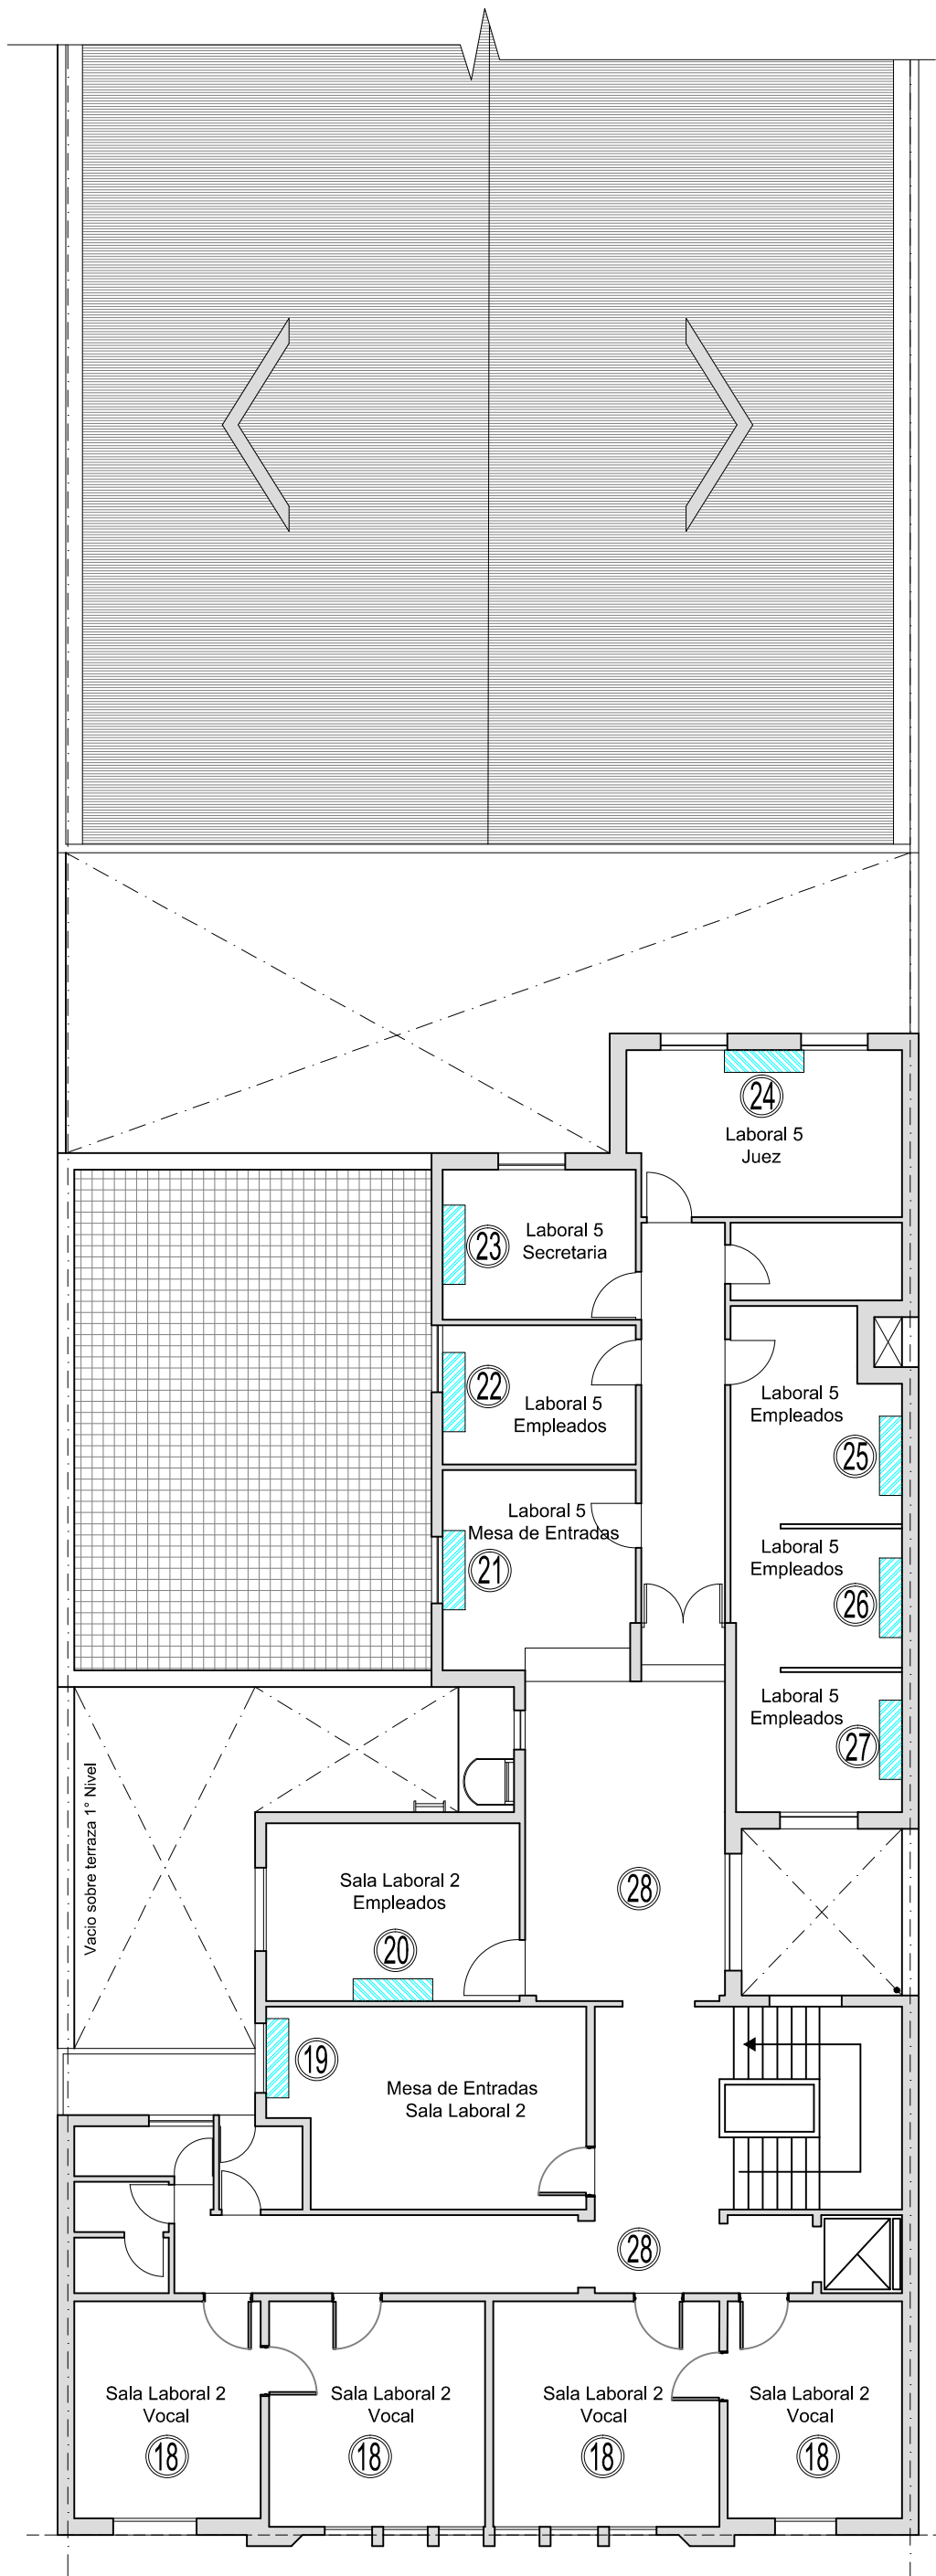 24
Laboral 5
Juez
23
Laboral 5
Secretaria
22
Laboral 5
Empleados
Laboral 5
Empleados
25
Laboral 5
Mesa de Entradas
21
Laboral 5
Empleados
26
Laboral 5
Empleados
27
Vacio sobre terraza 1° Nivel
Sala Laboral 2
Empleados
20
28
19
Mesa de Entradas
Sala Laboral 2
28
Sala Laboral 2
Vocal
18
Sala Laboral 2
Vocal
18
Sala Laboral 2
Vocal
18
Sala Laboral 2
Vocal
18